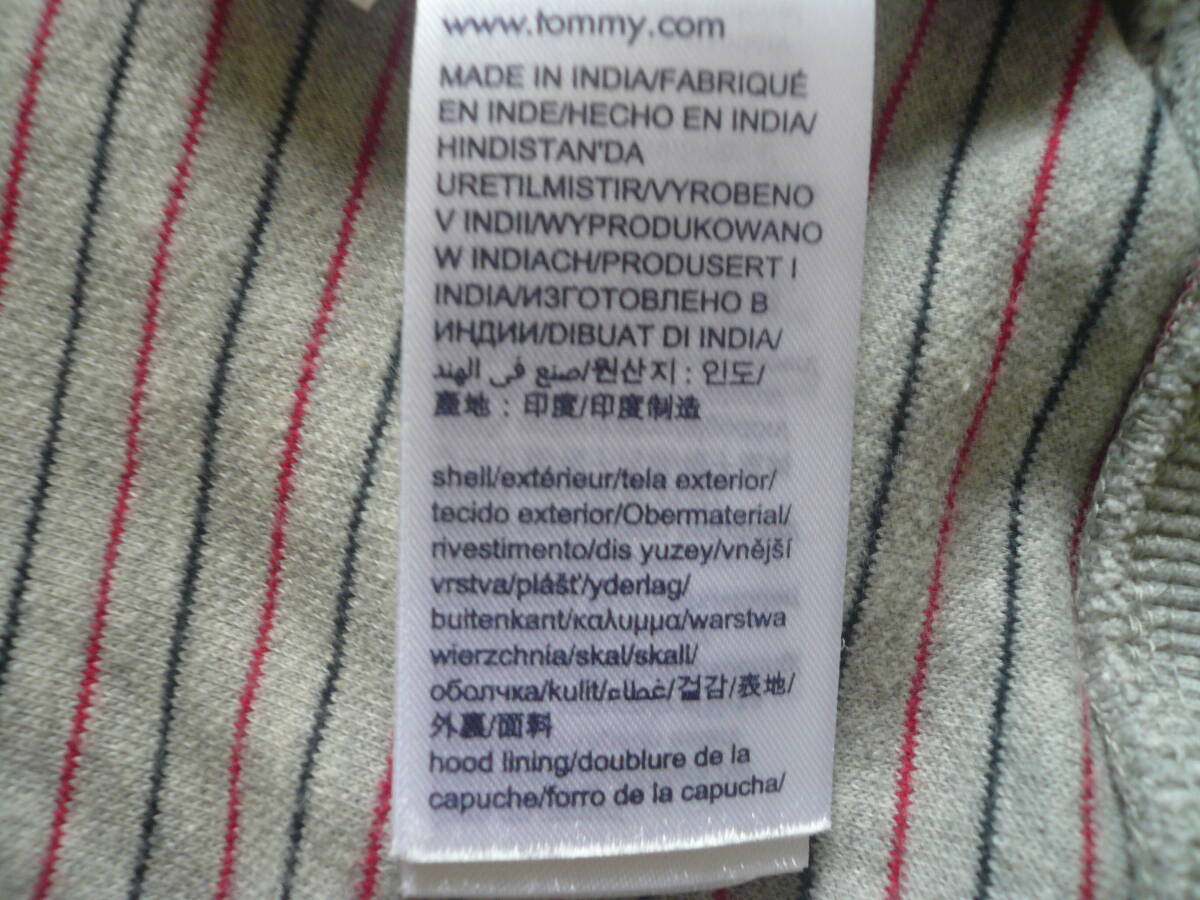 www.tommy.com
MADE IN INDIA/FABRIQUÉ
EN INDE/HECHO EN INDIA/
HINDISTAN'DA
URETILMISTIR/VYROBENO
V INDII/WYPRODUKOWANO
W INDIACH/PRODUSERT I
INDIA/ИЗГОТОВЛЕНО В
ИНДИИ/DIBUAT DI INDIA/
صنع في الهند/원산지 : 인도/
產地 : 印度/印度制造
shell/extérieur/tela exterior/
tecido exterior/Obermaterial/
rivestimento/dis yuzey/vnější
vrstva/plášť/yderlag/
buitenkant/καλυμμα/warstwa
wierzchnia/skal/skall/
оболчка/kulit/غطاء/겉감/表地/
外裏/面料
hood lining/doublure de la
capuche/forro de la capucha/